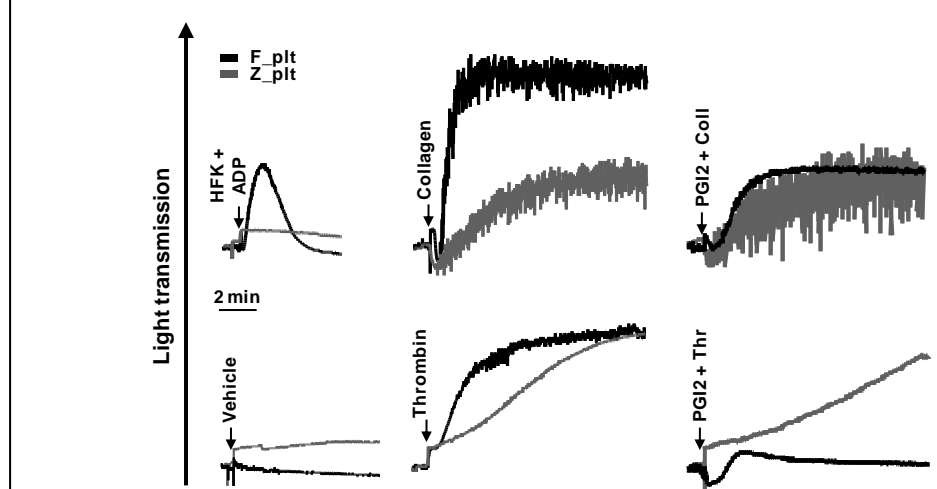 F_plt
Z_plt
HFK +
ADP
Collagen
PGI2 + Coll
Light transmission
2 min
Vehicle
Thrombin
PGI2 + Thr